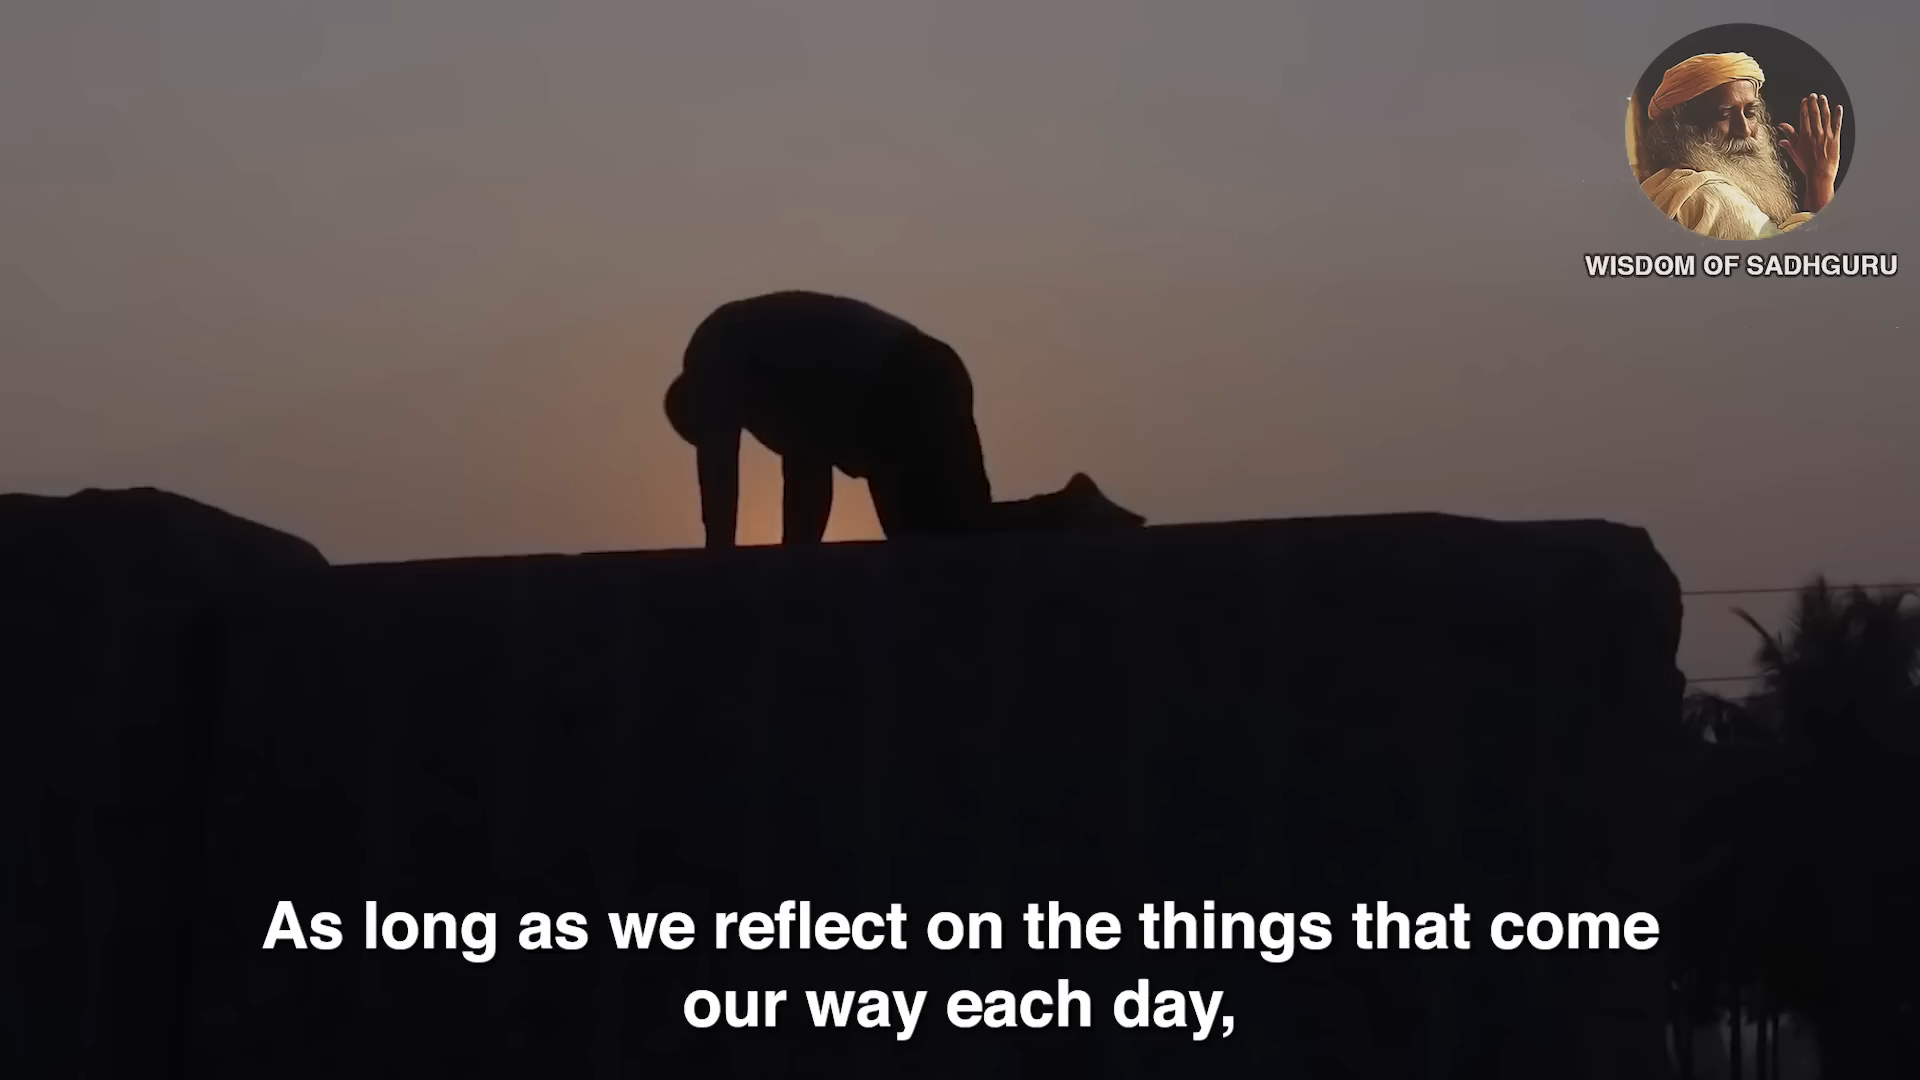 WISDOM OF SADHGURU
As long as we reflect on the things that come
our way each day,